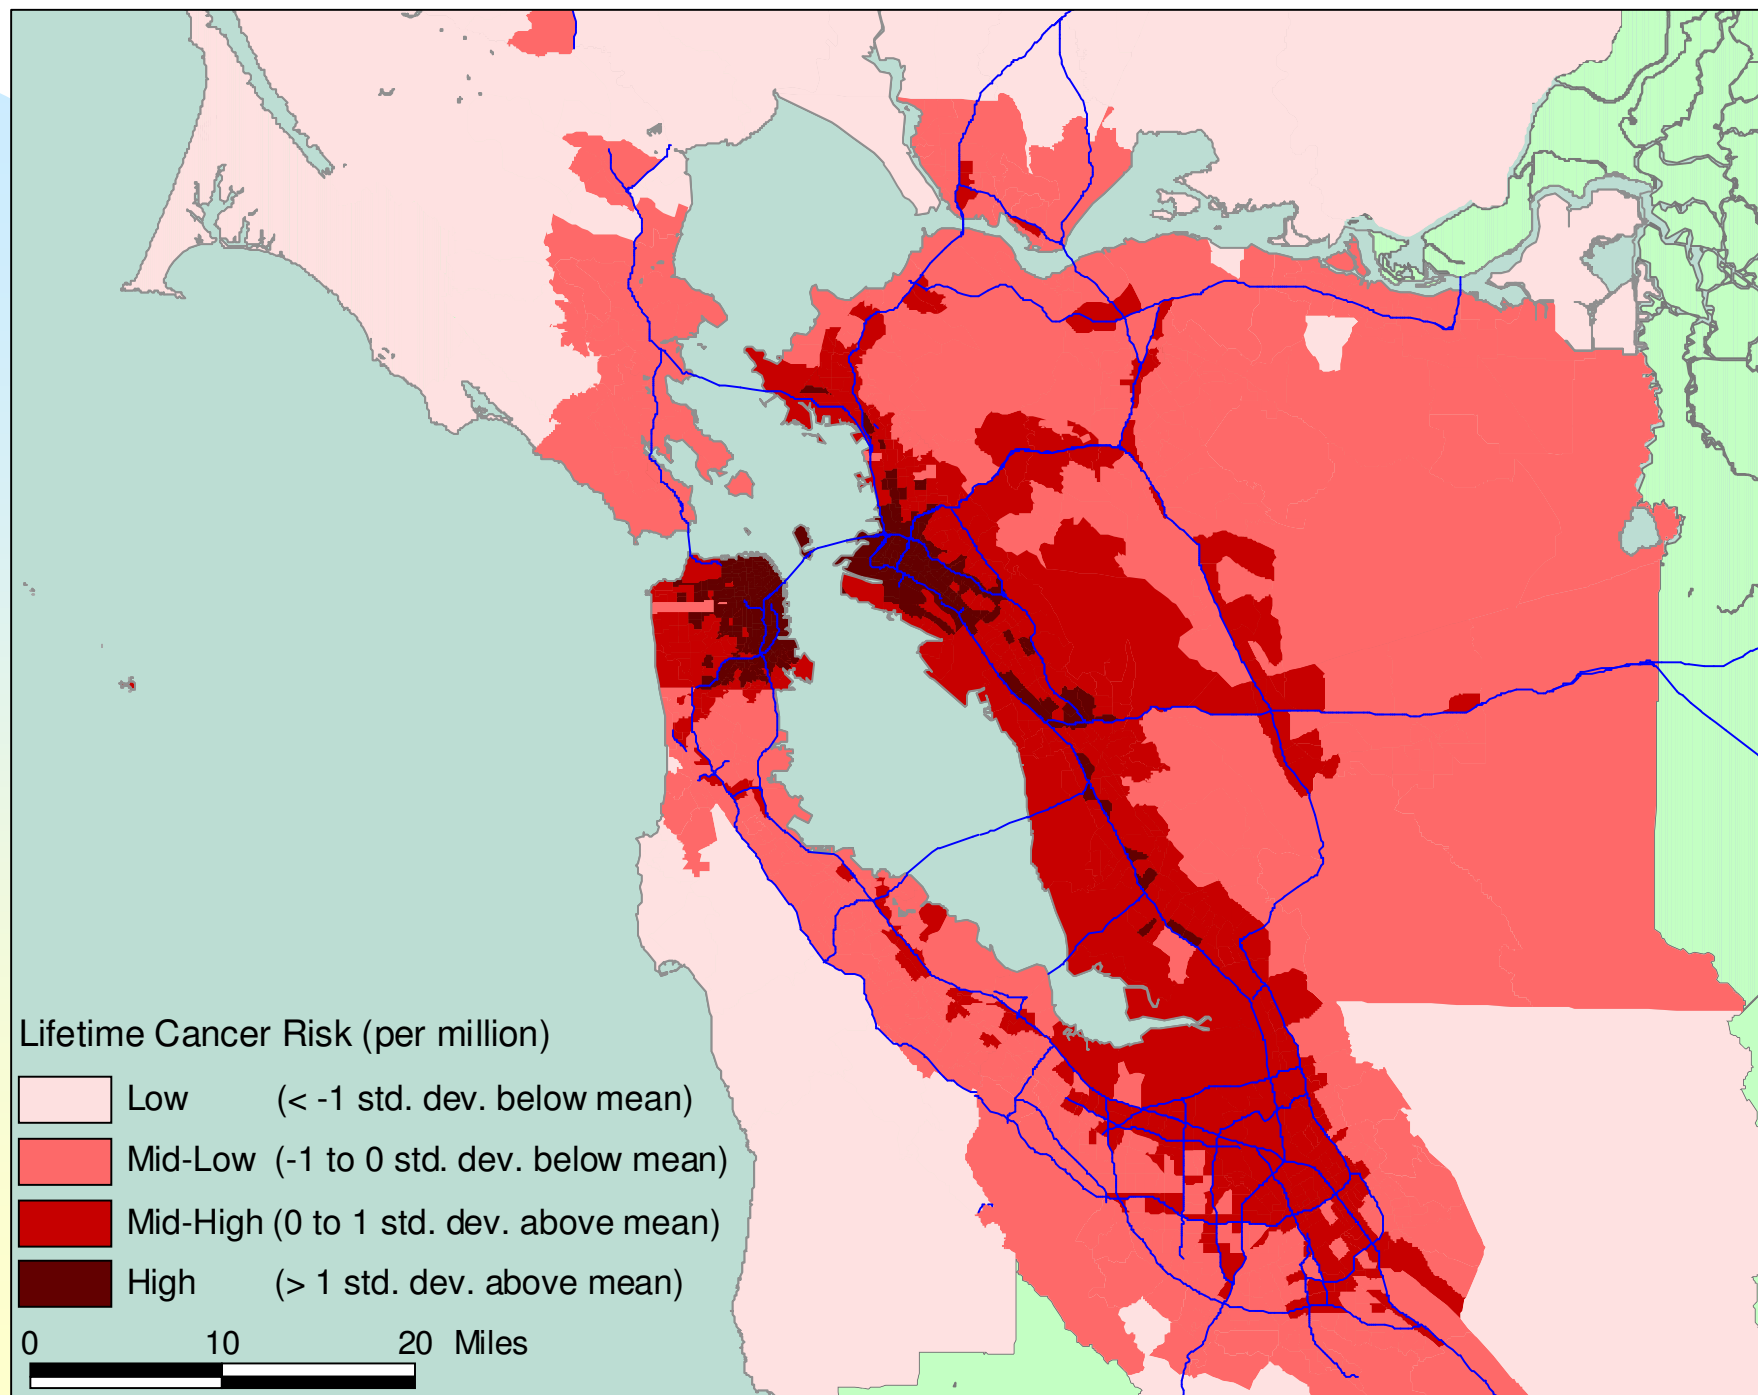 Lifetime Cancer Risk (per million)
Low (< -1 std. dev. below mean)
Mid-Low (-1 to 0 std. dev. below mean)
Mid-High (0 to 1 std. dev. above mean)
High (> 1 std. dev. above mean)
0 10 20 Miles